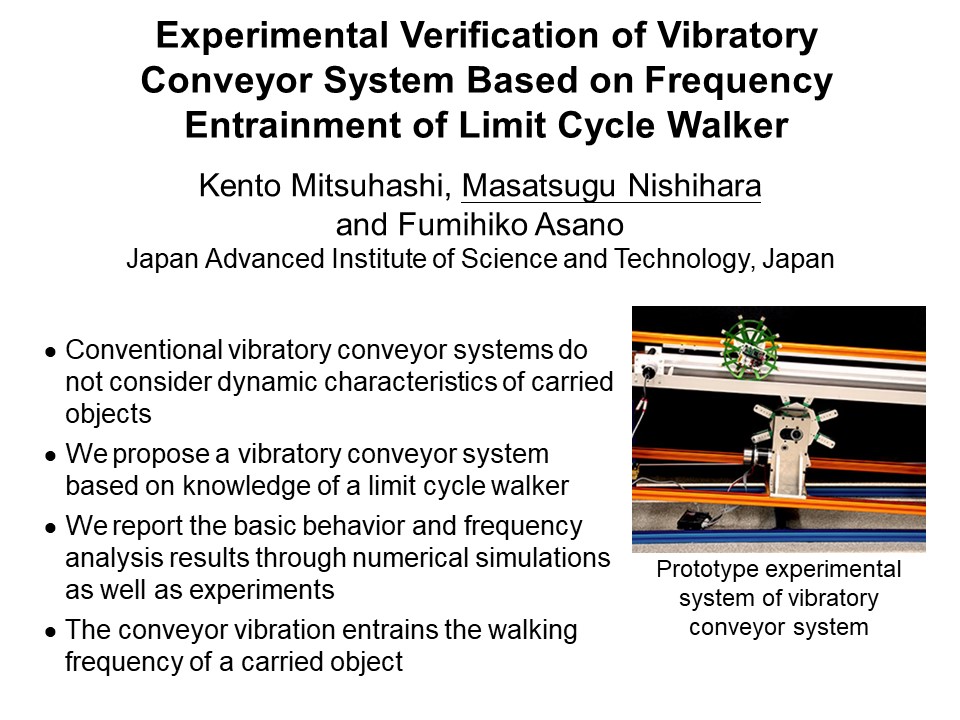 Experimental Verification of Vibratory
Conveyor System Based on Frequency
Entrainment of Limit Cycle Walker
Kento Mitsuhashi, Masatsugu Nishihara
and Fumihiko Asano
Japan Advanced Institute of Science and Technology, Japan
● Conventional vibratory conveyor systems do
not consider dynamic characteristics of carried
objects
● We propose a vibratory conveyor system
based on knowledge of a limit cycle walker
● We report the basic behavior and frequency
analysis results through numerical simulations
as well as experiments
● The conveyor vibration entrains the walking
frequency of a carried object
Prototype experimental
system of vibratory
conveyor system